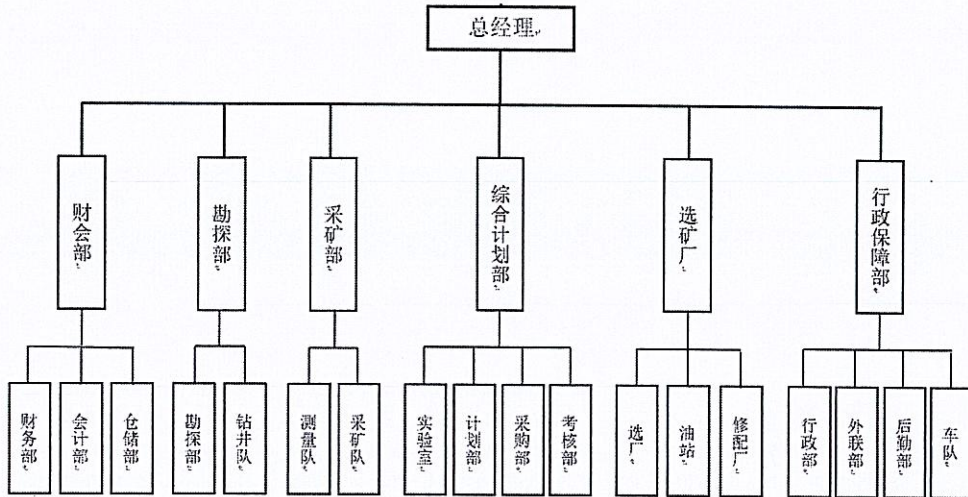 总经理
财会部
勘探部
采矿部
综合计划部
选矿厂
行政保障部
财务部
会计部
仓储部
勘探部
钻井队
测量队
采矿队
实验室
计划部
采购部
考核部
选厂
油站
修配厂
行政部
外联部
后勤部
车队